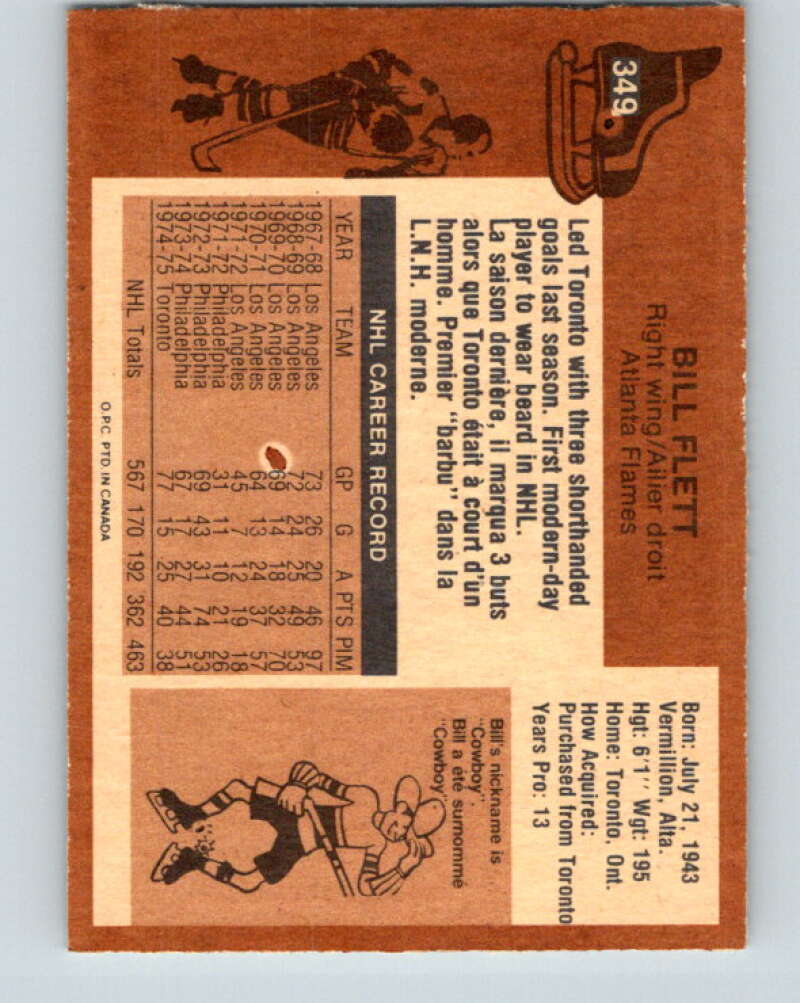 349
BILL FLETT
Right wing/Ailier droit
Atlanta Flames
Led Toronto with three shorthanded
goals last season. First modern-day
player to wear beard in NHL.
La saison dernière, il marqua 3 buts
alors que Toronto était à court d'un
homme. Premier "barbu" dans la
L.N.H. moderne.
NHL CAREER RECORD
YEAR TEAM GP G A PTS PIM
1967-68 Los Angeles 73 26 20 46 97
1968-69 Los Angeles 72 24 25 49 53
1969-70 Los Angeles 69 14 18 32 70
1970-71 Los Angeles 64 13 24 37 57
1971-72 Los Angeles 45 7 12 19 18
1971-72 Philadelphia 31 11 10 21 26
1972-73 Philadelphia 69 43 31 74 53
1973-74 Philadelphia 67 17 27 44 51
1974-75 Toronto 77 15 25 40 38
NHL Totals 567 170 192 362 463
O.P.C. PTD. IN CANADA
Born: July 21, 1943
Vermillion, Alta.
Hgt: 6'1" Wgt: 195
Home: Toronto, Ont.
How Acquired:
Purchased from Toronto
Years Pro: 13
Bill's nickname is
"Cowboy".
Bill a été surnommé
"Cowboy".